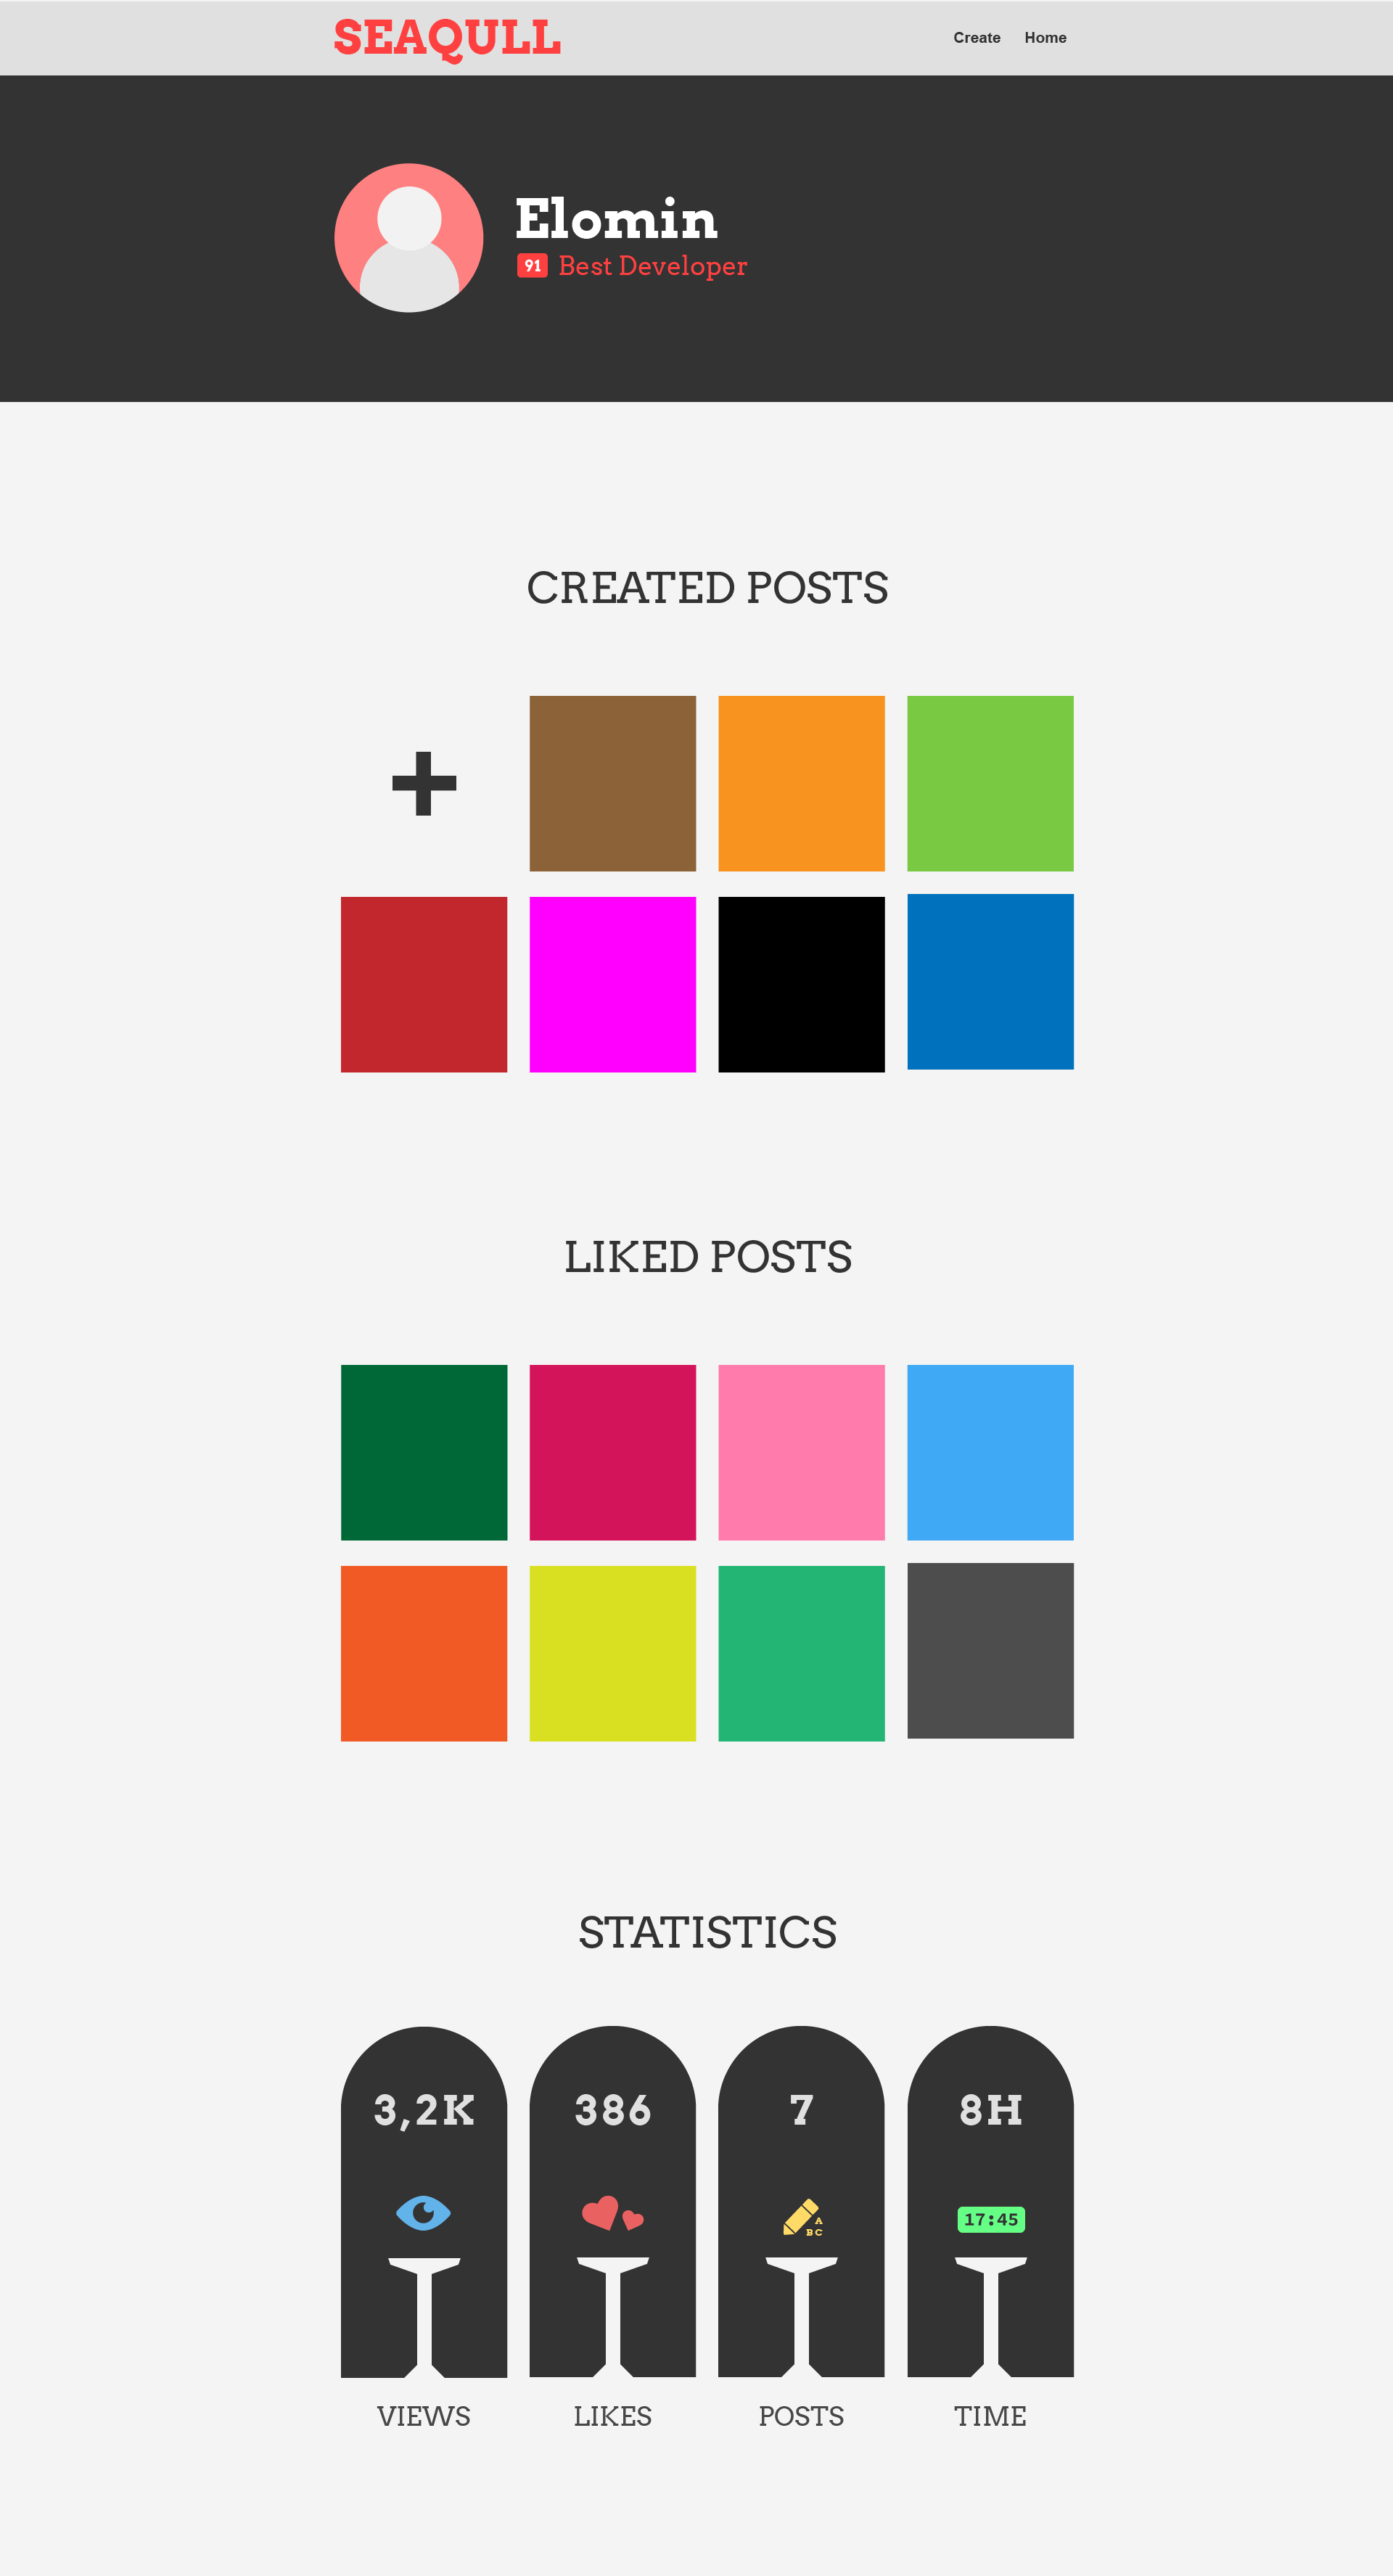 SEAQULL
Create Home
Elomin
91 Best Developer
CREATED POSTS
LIKED POSTS
STATISTICS
3,2K 386 7 8H
A
B C
17:45
VIEWS LIKES POSTS TIME